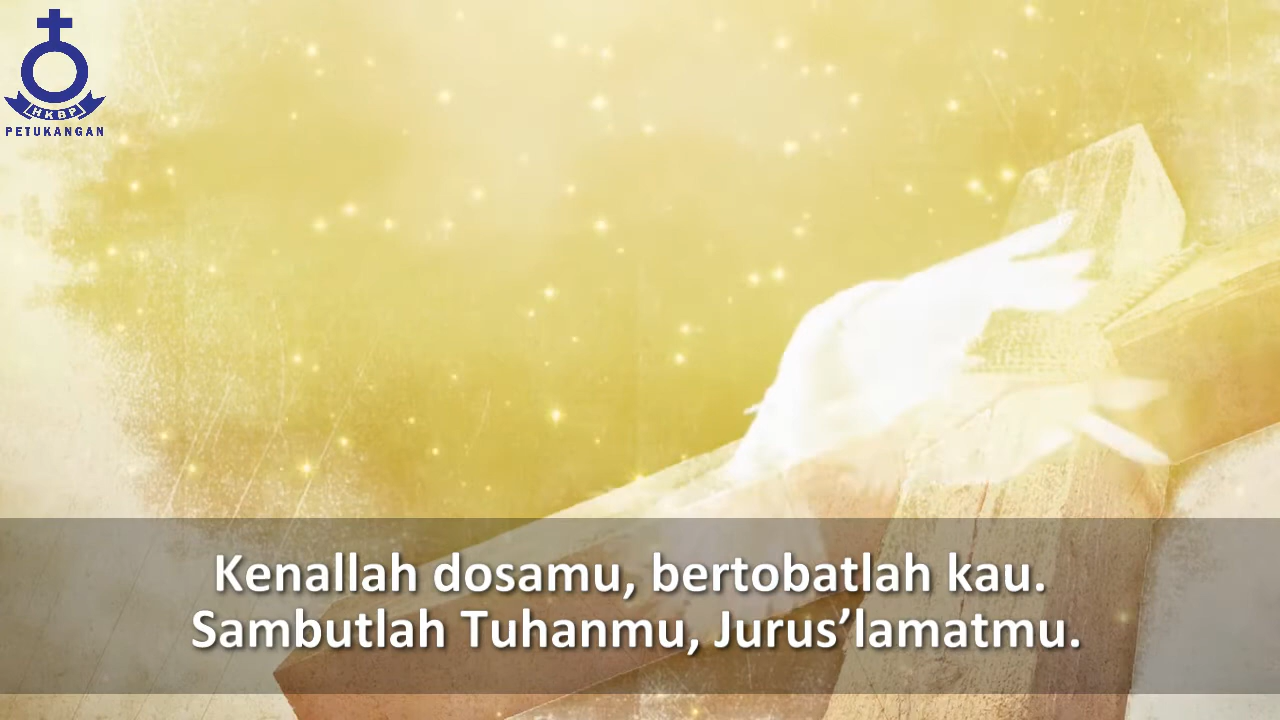 HKBP
PETUKANGAN
Kenallah dosamu, bertobatlah kau.
Sambutlah Tuhanmu, Jurus’lamatmu.